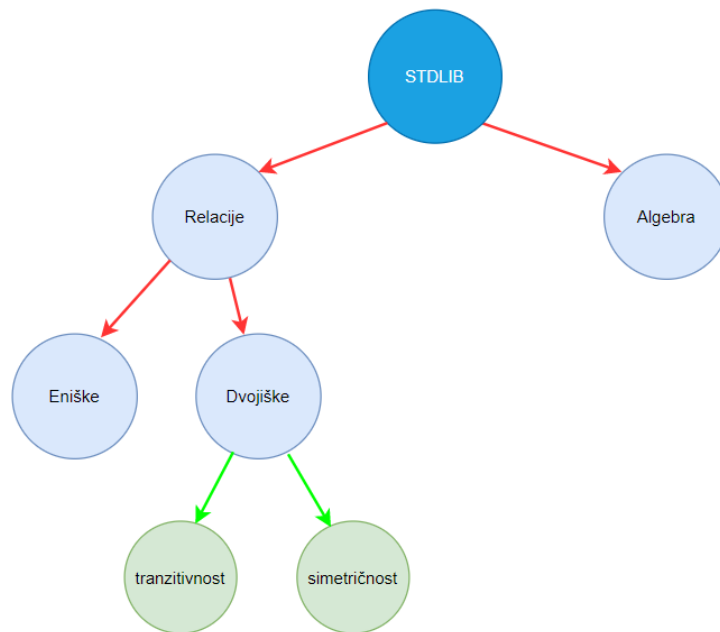 STDLIB
Relacije
Algebra
Eniške
Dvojiške
tranzitivnost
simetričnost